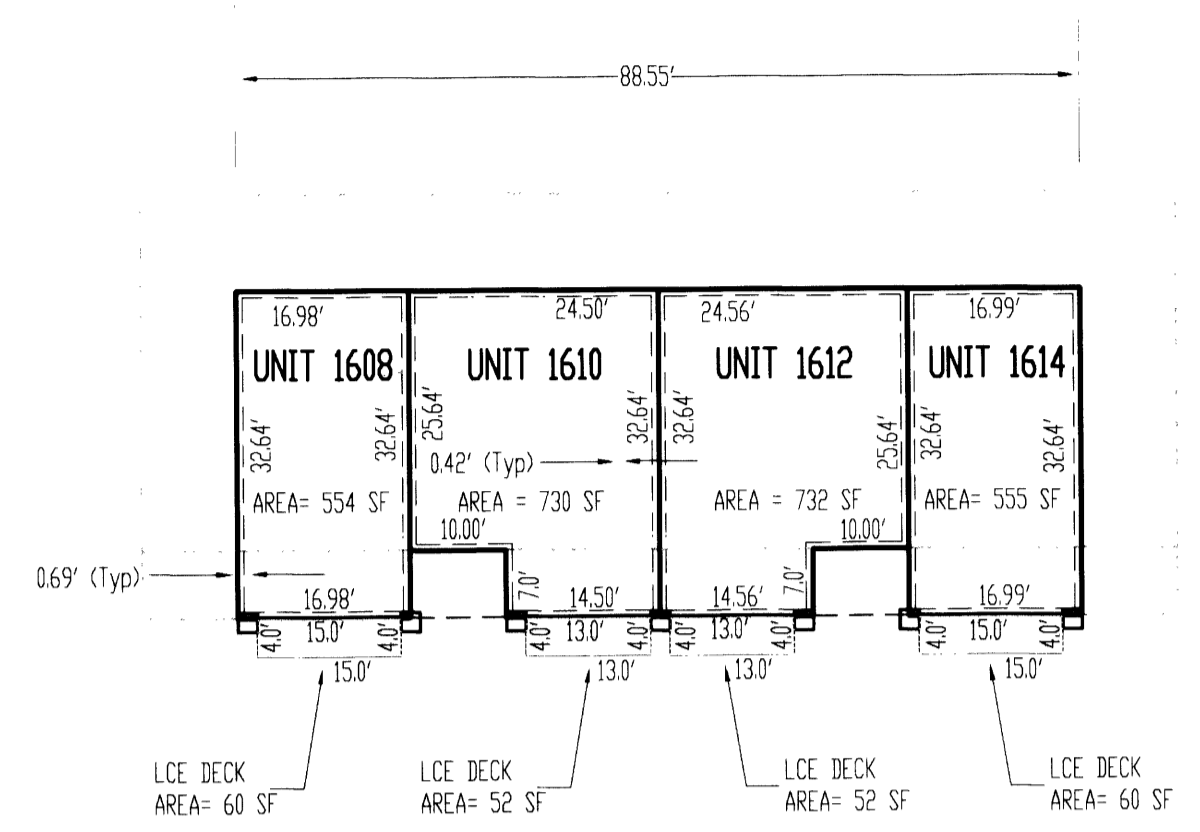 88.55'
16.98' 24.50' 24.56' 16.99'
UNIT 1608 UNIT 1610 UNIT 1612 UNIT 1614
32.64' 32.64' 25.64' 32.64' 32.64' 25.64' 32.64' 32.64'
0.42' (Typ)
AREA= 554 SF AREA = 730 SF AREA = 732 SF AREA= 555 SF
10.00' 10.00'
0.69' (Typ)
7.0' 7.0'
16.98' 14.50' 14.56' 16.99'
4.0' 15.0' 4.0' 4.0' 13.0' 4.0' 4.0' 13.0' 4.0' 4.0' 15.0' 4.0'
15.0' 13.0' 13.0' 15.0'
LCE DECK LCE DECK LCE DECK LCE DECK
AREA= 60 SF AREA= 52 SF AREA= 52 SF AREA= 60 SF